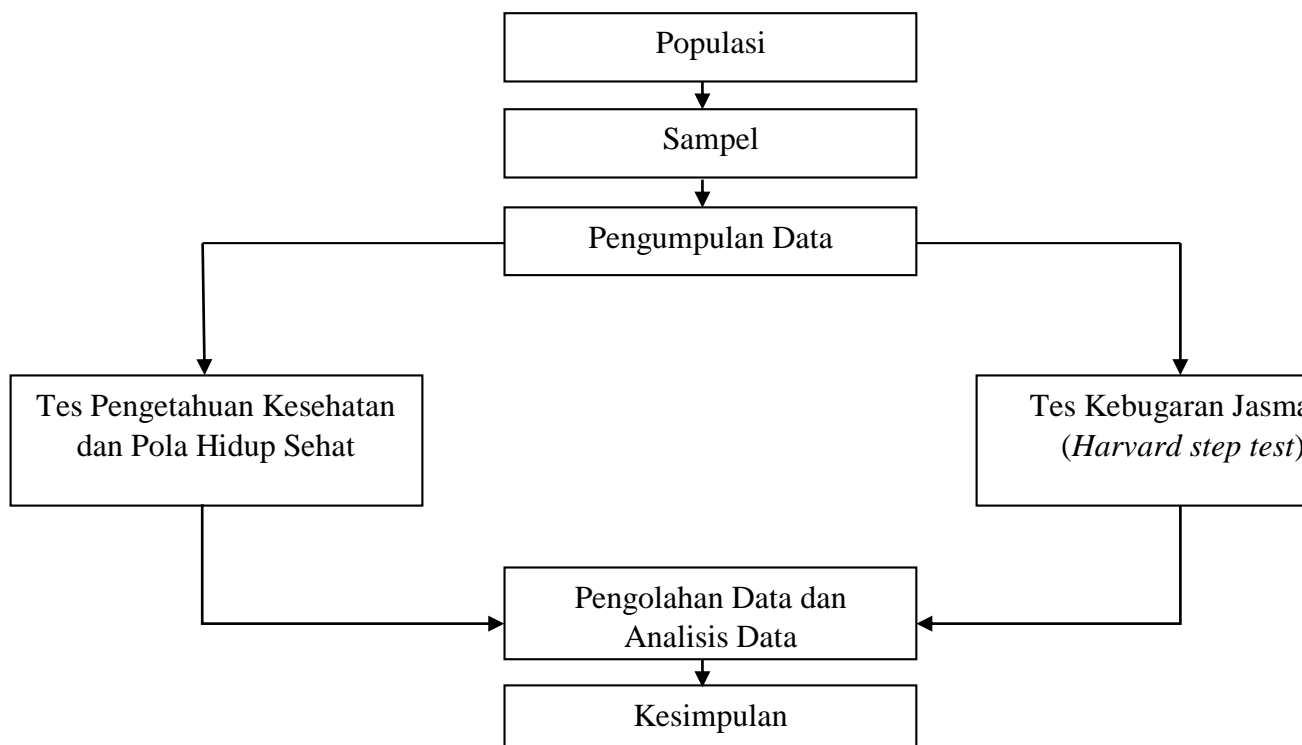 Populasi
Sampel
Pengumpulan Data
Tes Pengetahuan Kesehatan
dan Pola Hidup Sehat
Tes Kebugaran
(Harvard step test)
Pengolahan Data dan
Analisis Data
Kesimpulan